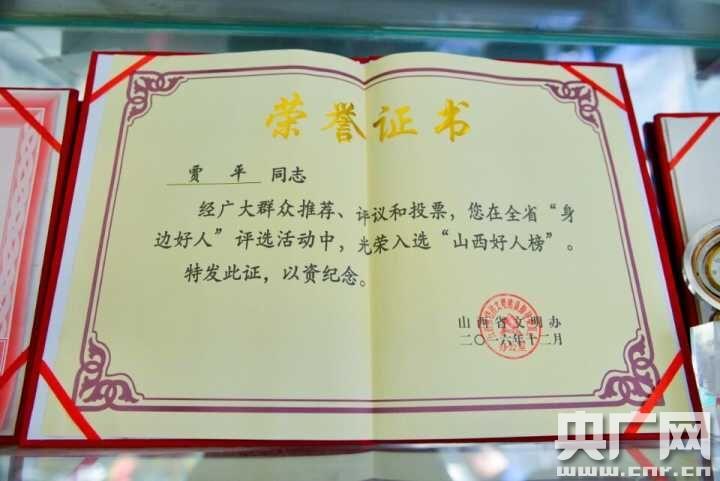 荣誉证书
贾 平 同志
经广大群众推荐、评议和投票，您在全省“身
边好人”评选活动中，光荣入选“山西好人榜”。
特发此证，以资纪念。
山西省文明办
二〇一六年十二月
央广网
www.cnr.cn